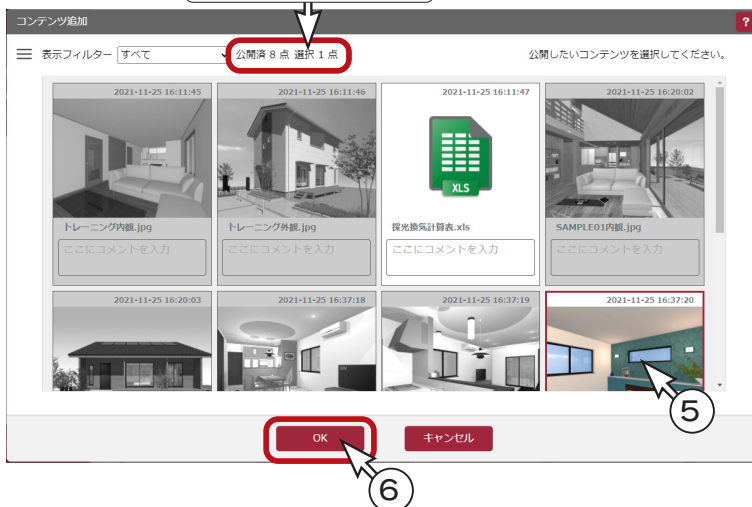 コンテンツ追加
?
表示フィルター すべて 公開済 8 点 選択 1 点 公開したいコンテンツを選択してください。
2021-11-25 16:11:45 2021-11-25 16:11:46 2021-11-25 16:11:47 2021-11-25 16:20:02
XLS
トレーニング内観.jpg トレーニング外観.jpg 採光換気計算表.xls SAMPLE01内観.jpg
ここにコメントを入力 ここにコメントを入力 ここにコメントを入力 ここにコメントを入力
2021-11-25 16:20:03 2021-11-25 16:37:18 2021-11-25 16:37:19 2021-11-25 16:37:20
5
OK キャンセル
6